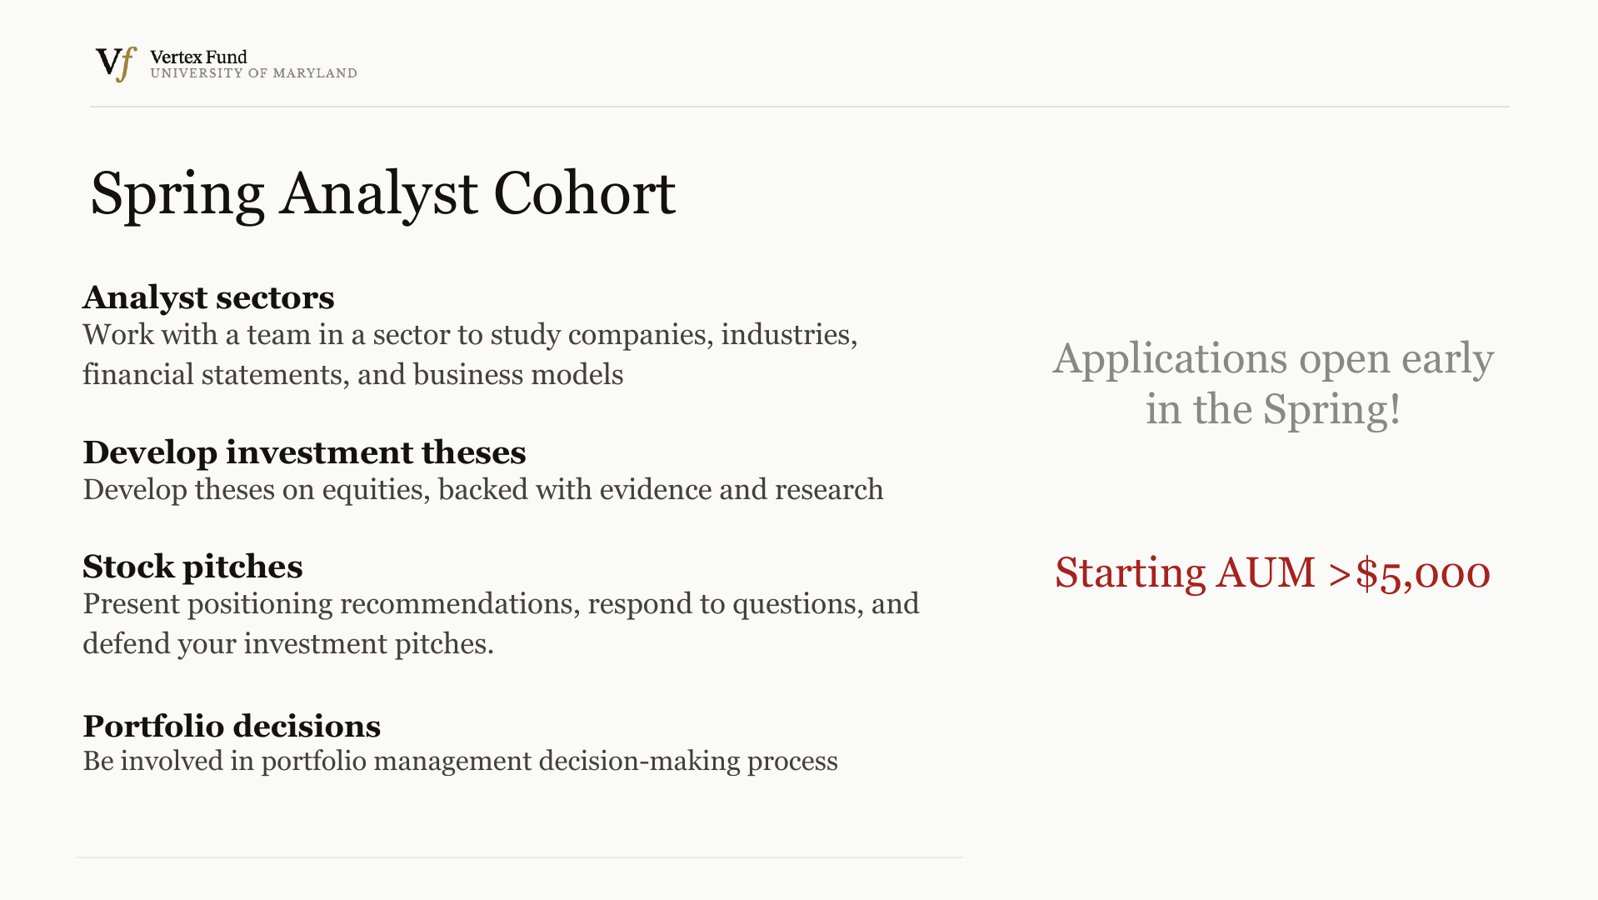 Vf Vertex Fund
UNIVERSITY OF MARYLAND
Spring Analyst Cohort
Analyst sectors
Work with a team in a sector to study companies, industries,
financial statements, and business models
Develop investment theses
Develop theses on equities, backed with evidence and research
Stock pitches
Present positioning recommendations, respond to questions, and
defend your investment pitches.
Portfolio decisions
Be involved in portfolio management decision-making process
Applications open early
in the Spring!
Starting AUM >$5,000